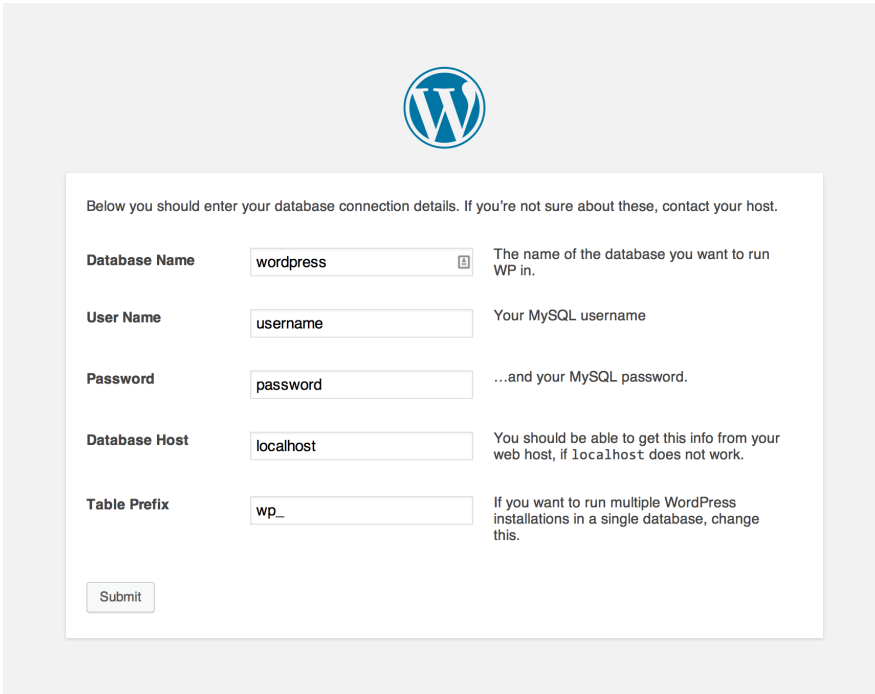 Below you should enter your database connection details. If you’re not sure about these, contact your host.
Database Name
wordpress
The name of the database you want to run
WP in.
User Name
username
Your MySQL username
Password
password
…and your MySQL password.
Database Host
localhost
You should be able to get this info from your
web host, if localhost does not work.
Table Prefix
wp_
If you want to run multiple WordPress
installations in a single database, change
this.
Submit